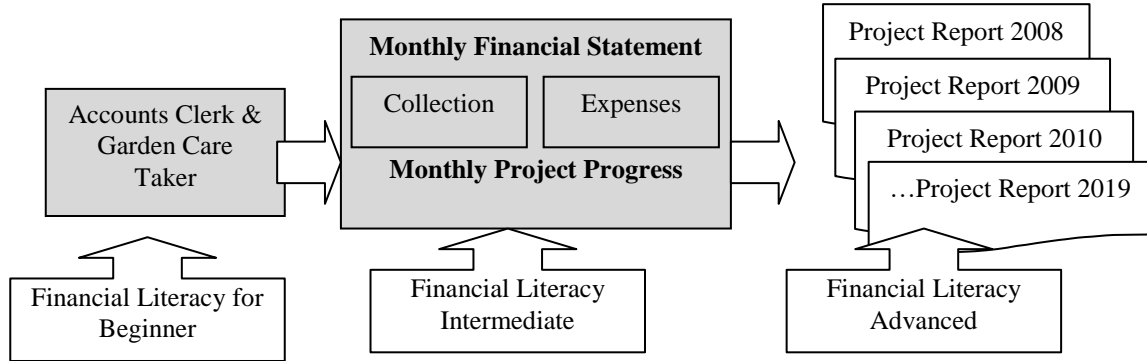 Accounts Clerk &
Garden Care
Taker
Monthly Financial Statement
Collection
Expenses
Monthly Project Progress
Project Report 2008
Project Report 2009
Project Report 2010
…Project Report 2019
Financial Literacy for
Beginner
Financial Literacy
Intermediate
Financial Literacy
Advanced